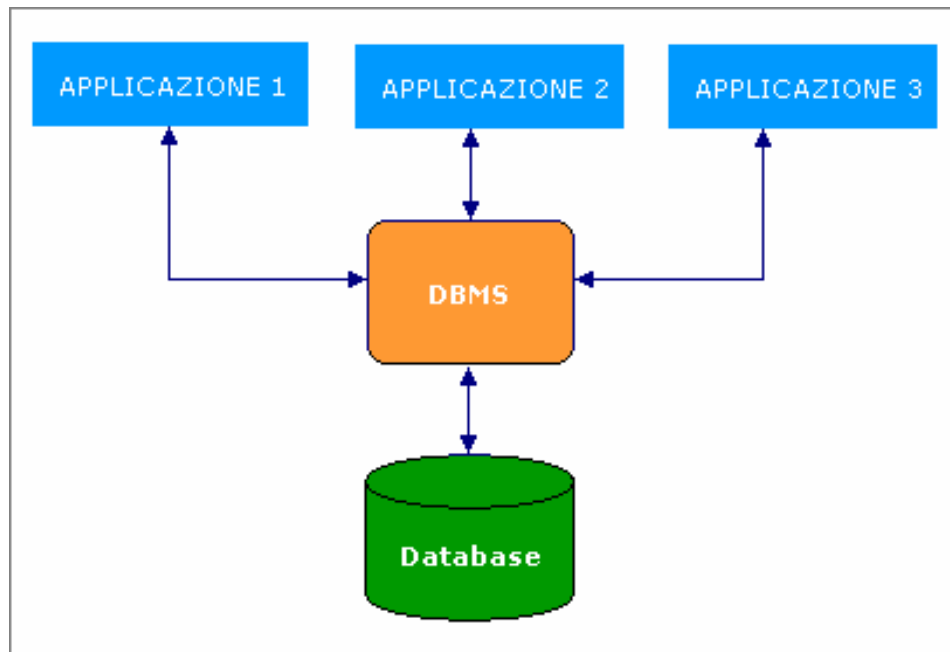 APPLICAZIONE 1
APPLICAZIONE 2
APPLICAZIONE 3
DBMS
Database